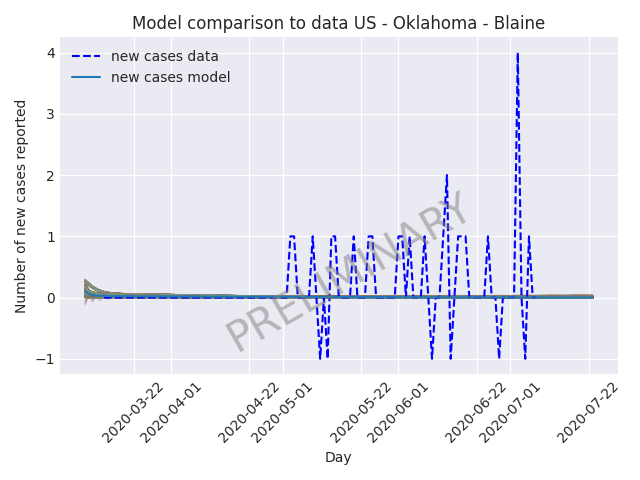 Model comparison to data US - Oklahoma - Blaine
new cases data
new cases model
Number of new cases reported
4
3
2
1
0
−1
PRELIMINARY
2020-03-22
2020-04-01
2020-04-22
2020-05-01
2020-05-22
2020-06-01
2020-06-22
2020-07-01
2020-07-22
Day